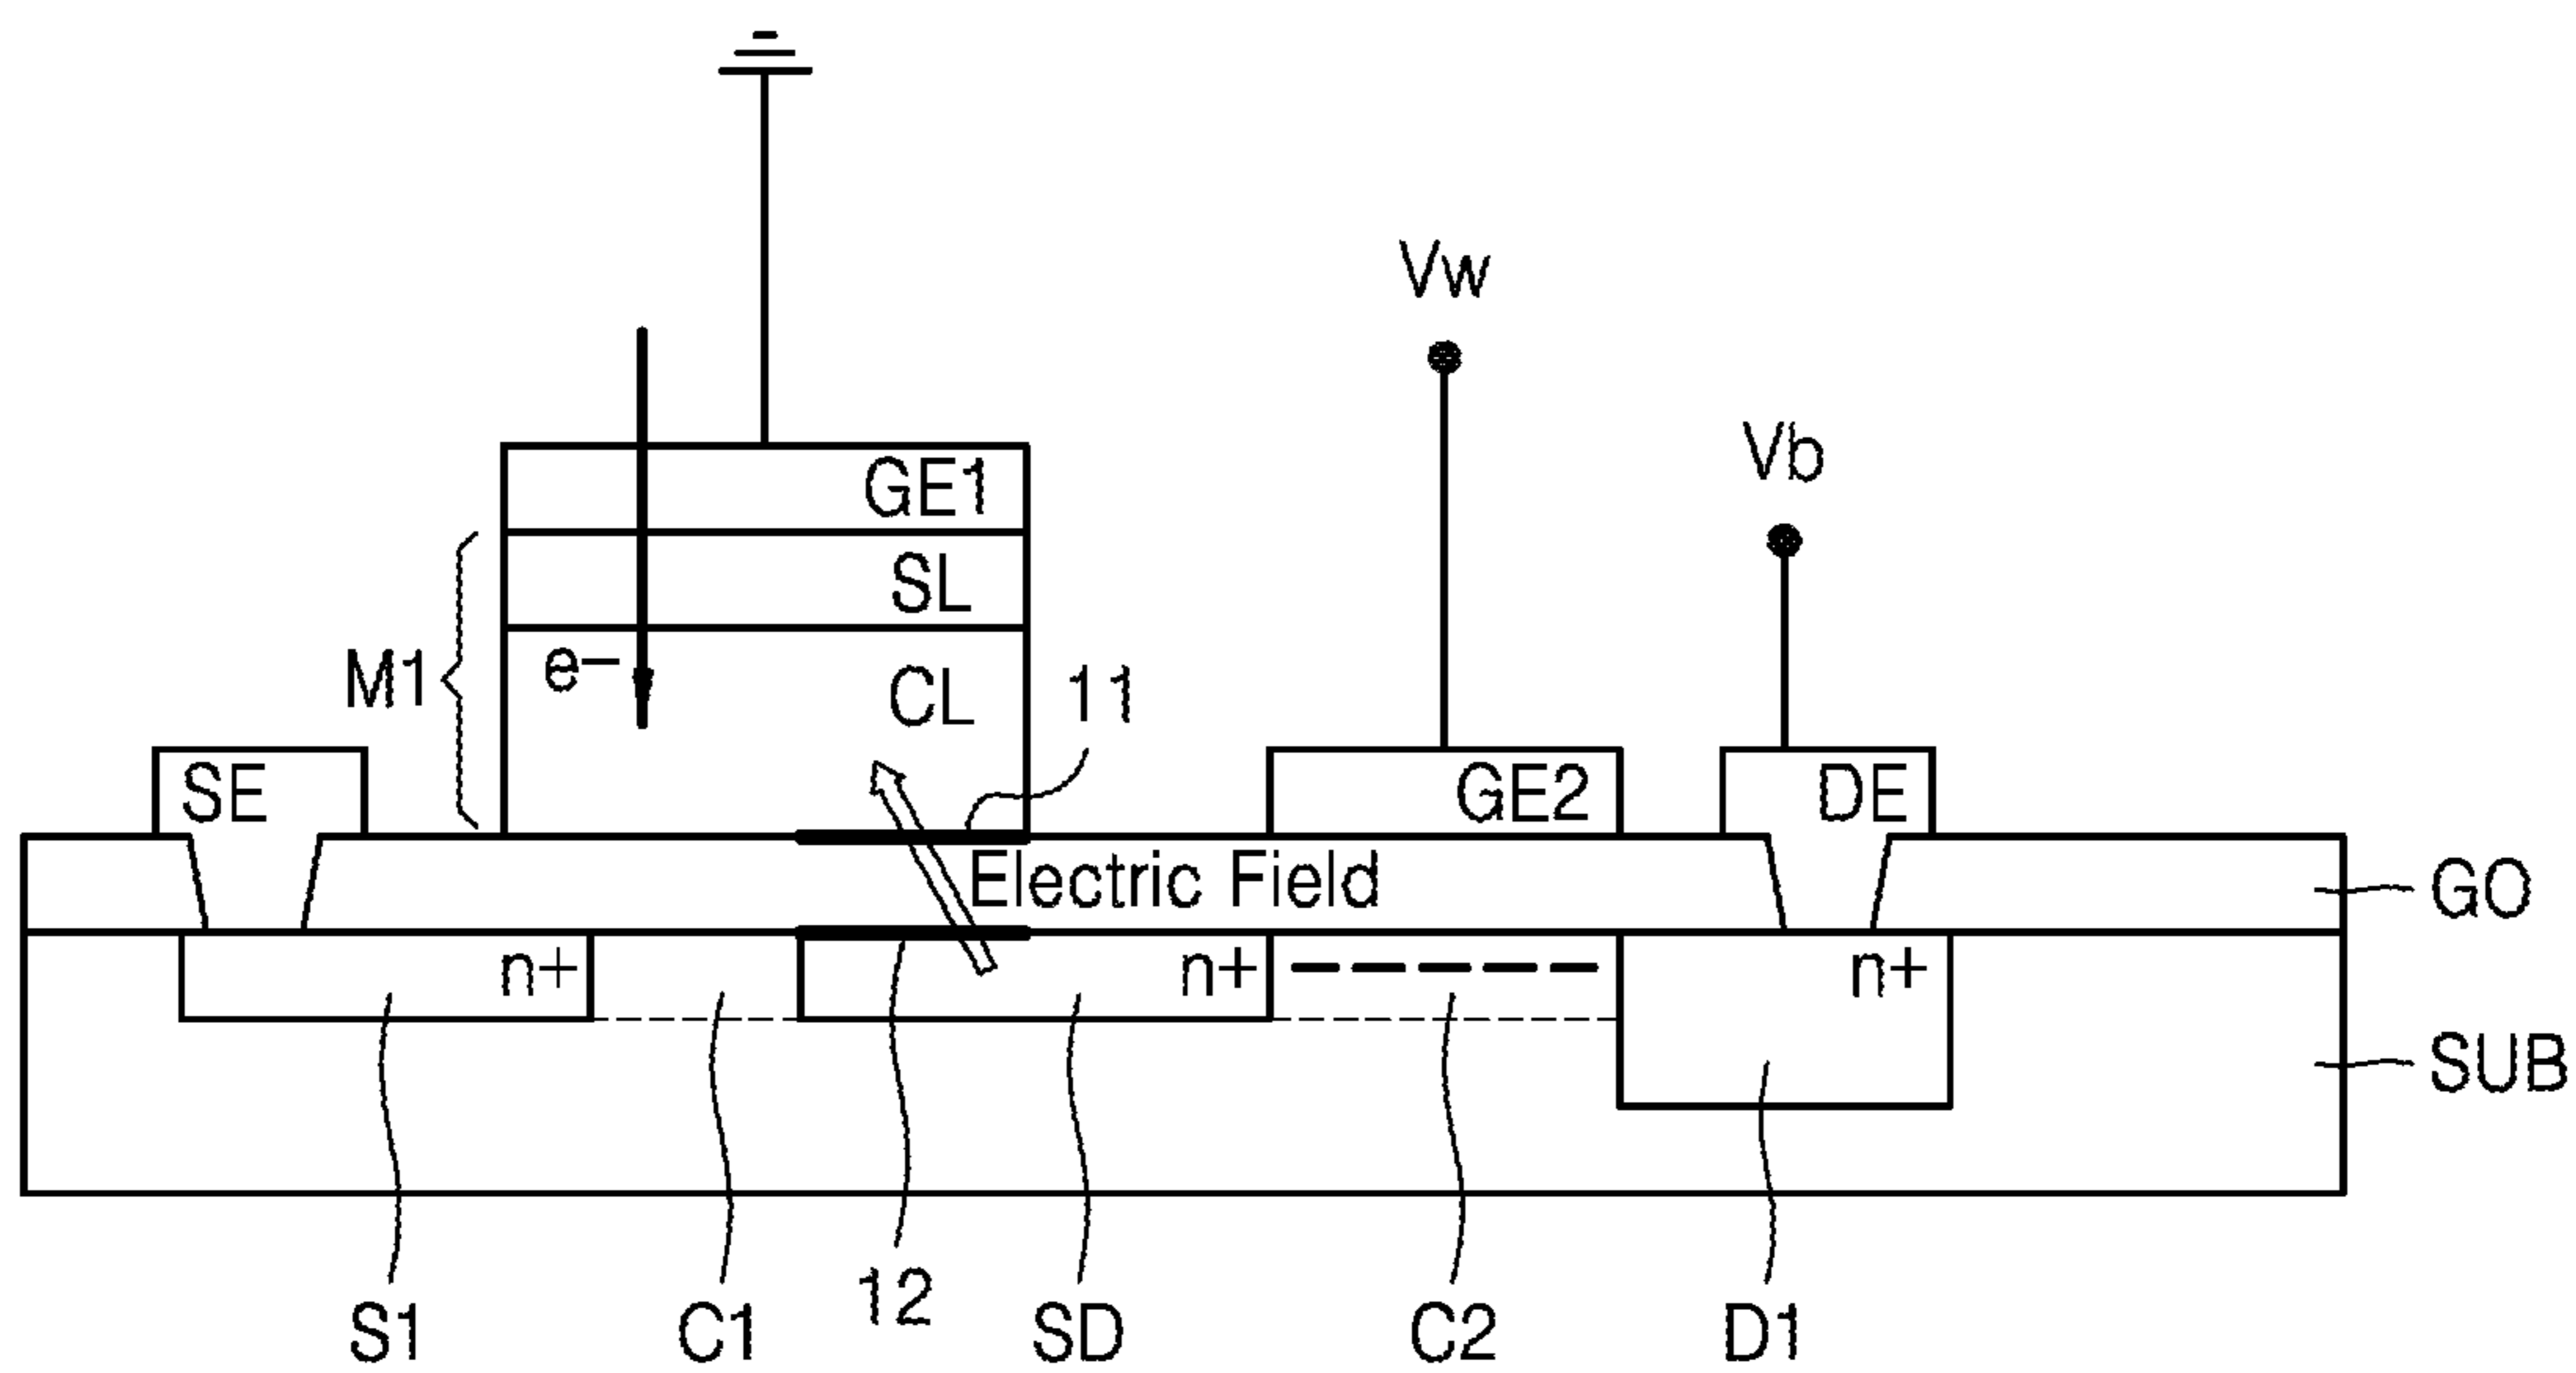 Vw
Vb
GE1
SL
M1
e−
CL
11
SE
GE2
DE
Electric Field
GO
n+
n+
n+
SUB
12
S1
C1
SD
C2
D1